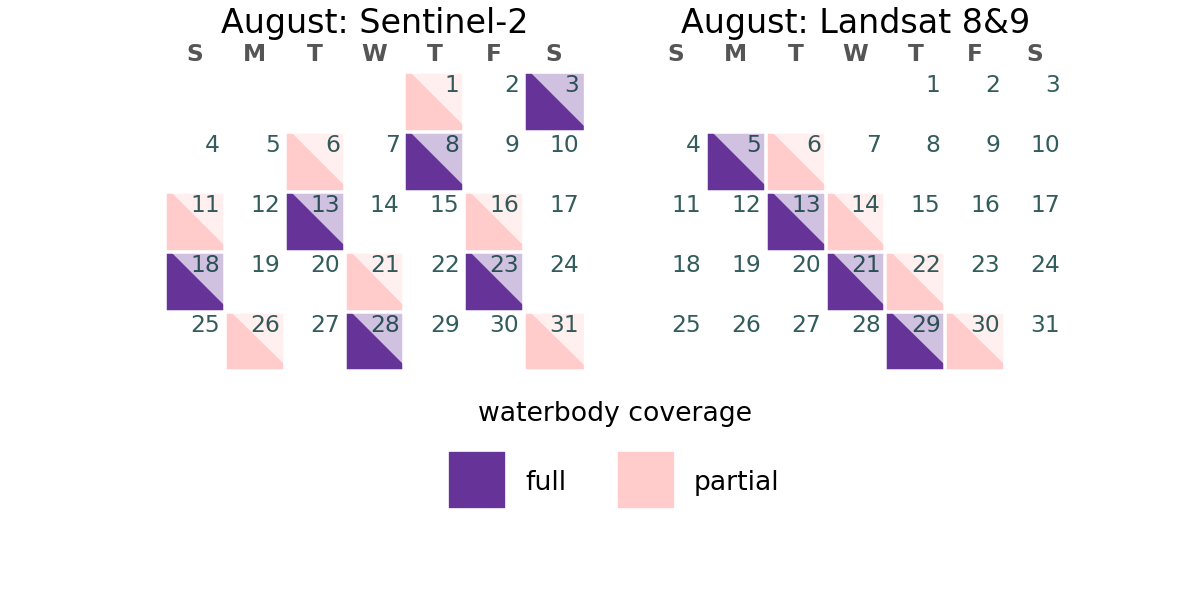 August: Sentinel-2
S M T W T F S
1 2 3
4 5 6 7 8 9 10
11 12 13 14 15 16 17
18 19 20 21 22 23 24
25 26 27 28 29 30 31
August: Landsat 8&9
S M T W T F S
1 2 3
4 5 6 7 8 9 10
11 12 13 14 15 16 17
18 19 20 21 22 23 24
25 26 27 28 29 30 31
waterbody coverage
full
partial